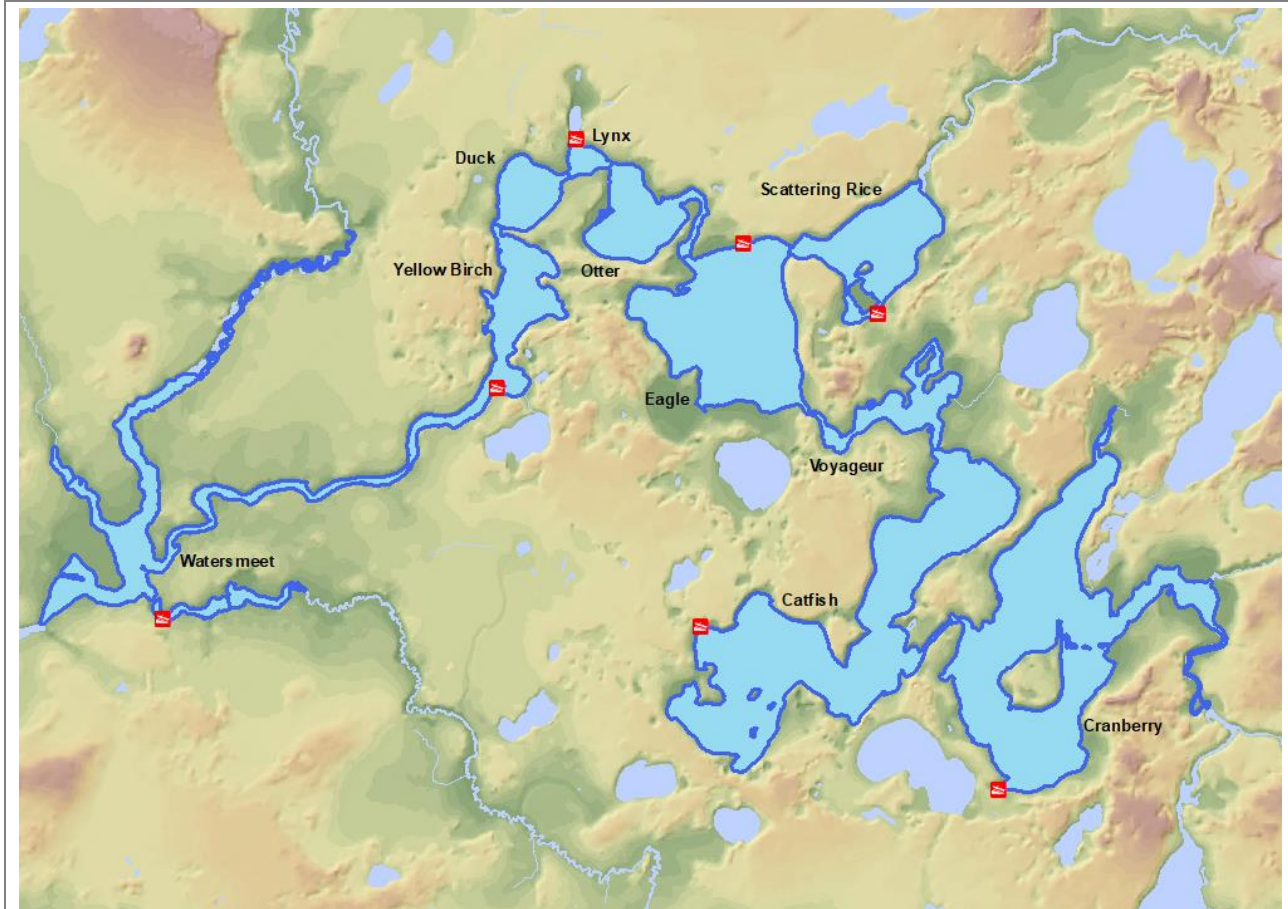 Lynx
Duck
Scattering Rice
Yellow Birch
Otter
Eagle
Voyageur
Watersmeet
Catfish
Cranberry